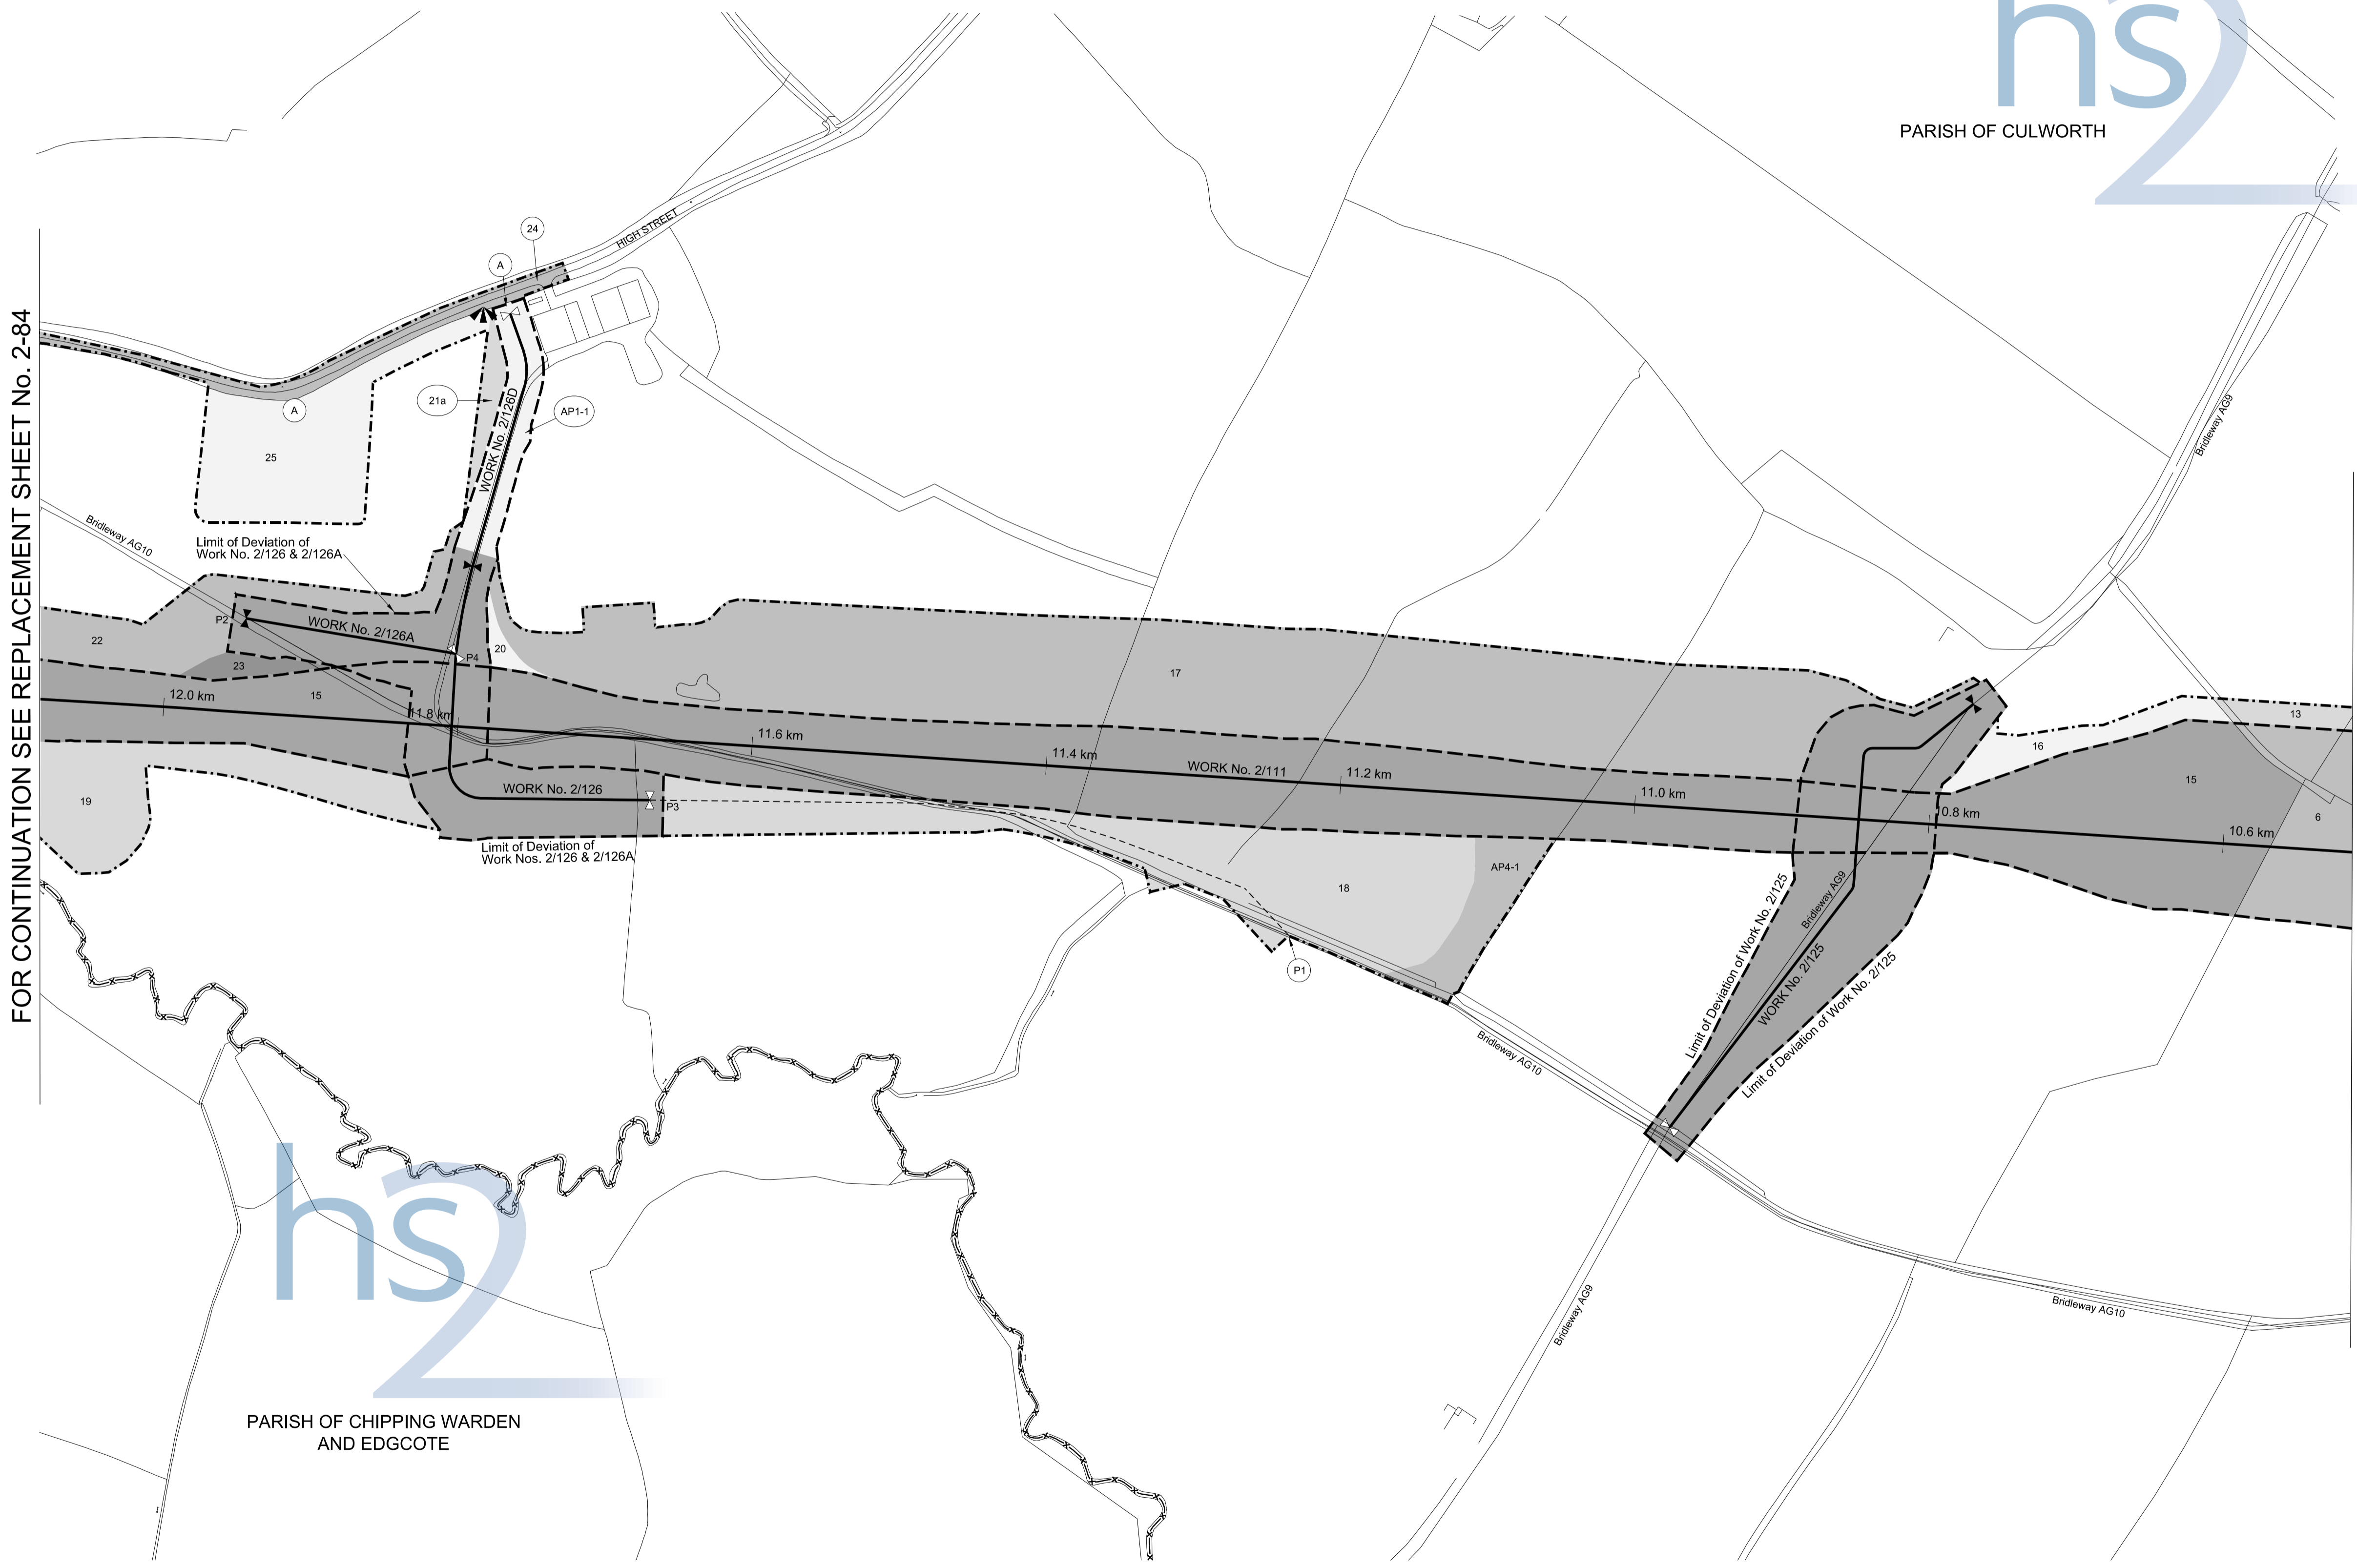 hs2
PARISH OF CULWORTH
24
HIGH STREET
A
FOR CONTINUATION SEE REPLACEMENT SHEET No. 2-84
21a
A
AP1-1
WORK No. 2/126D
Bridleway AG9
25
Bridleway AG10
Limit of Deviation of
Work No. 2/126 & 2/126A
P2
WORK No. 2/126A
22
20
P4
23
17
15
12.0 km
11.8 km
11.6 km
11.4 km
WORK No. 2/111
11.2 km
11.0 km
10.8 km
10.6 km
13
16
15
6
19
WORK No. 2/126
P3
Limit of Deviation of
Work Nos. 2/126 & 2/126A
18
AP4-1
P1
Bridleway AG9
Limit of Deviation of Work No. 2/125
WORK No. 2/125
Limit of Deviation of Work No. 2/125
Bridleway AG10
Bridleway AG9
Bridleway AG10
hs2
PARISH OF CHIPPING WARDEN
AND EDGCOTE